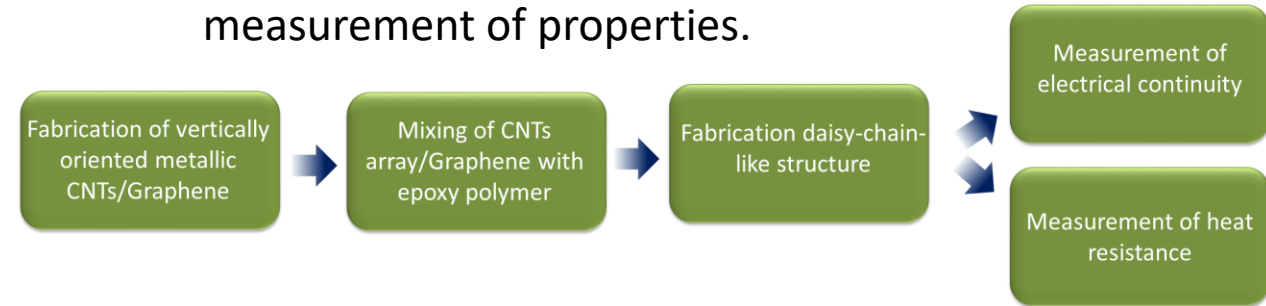 measurement of properties.
Fabrication of vertically
oriented metallic
CNTs/Graphene
Mixing of CNTs
array/Graphene with
epoxy polymer
Fabrication daisy-chain-
like structure
Measurement of
electrical continuity
Measurement of heat
resistance